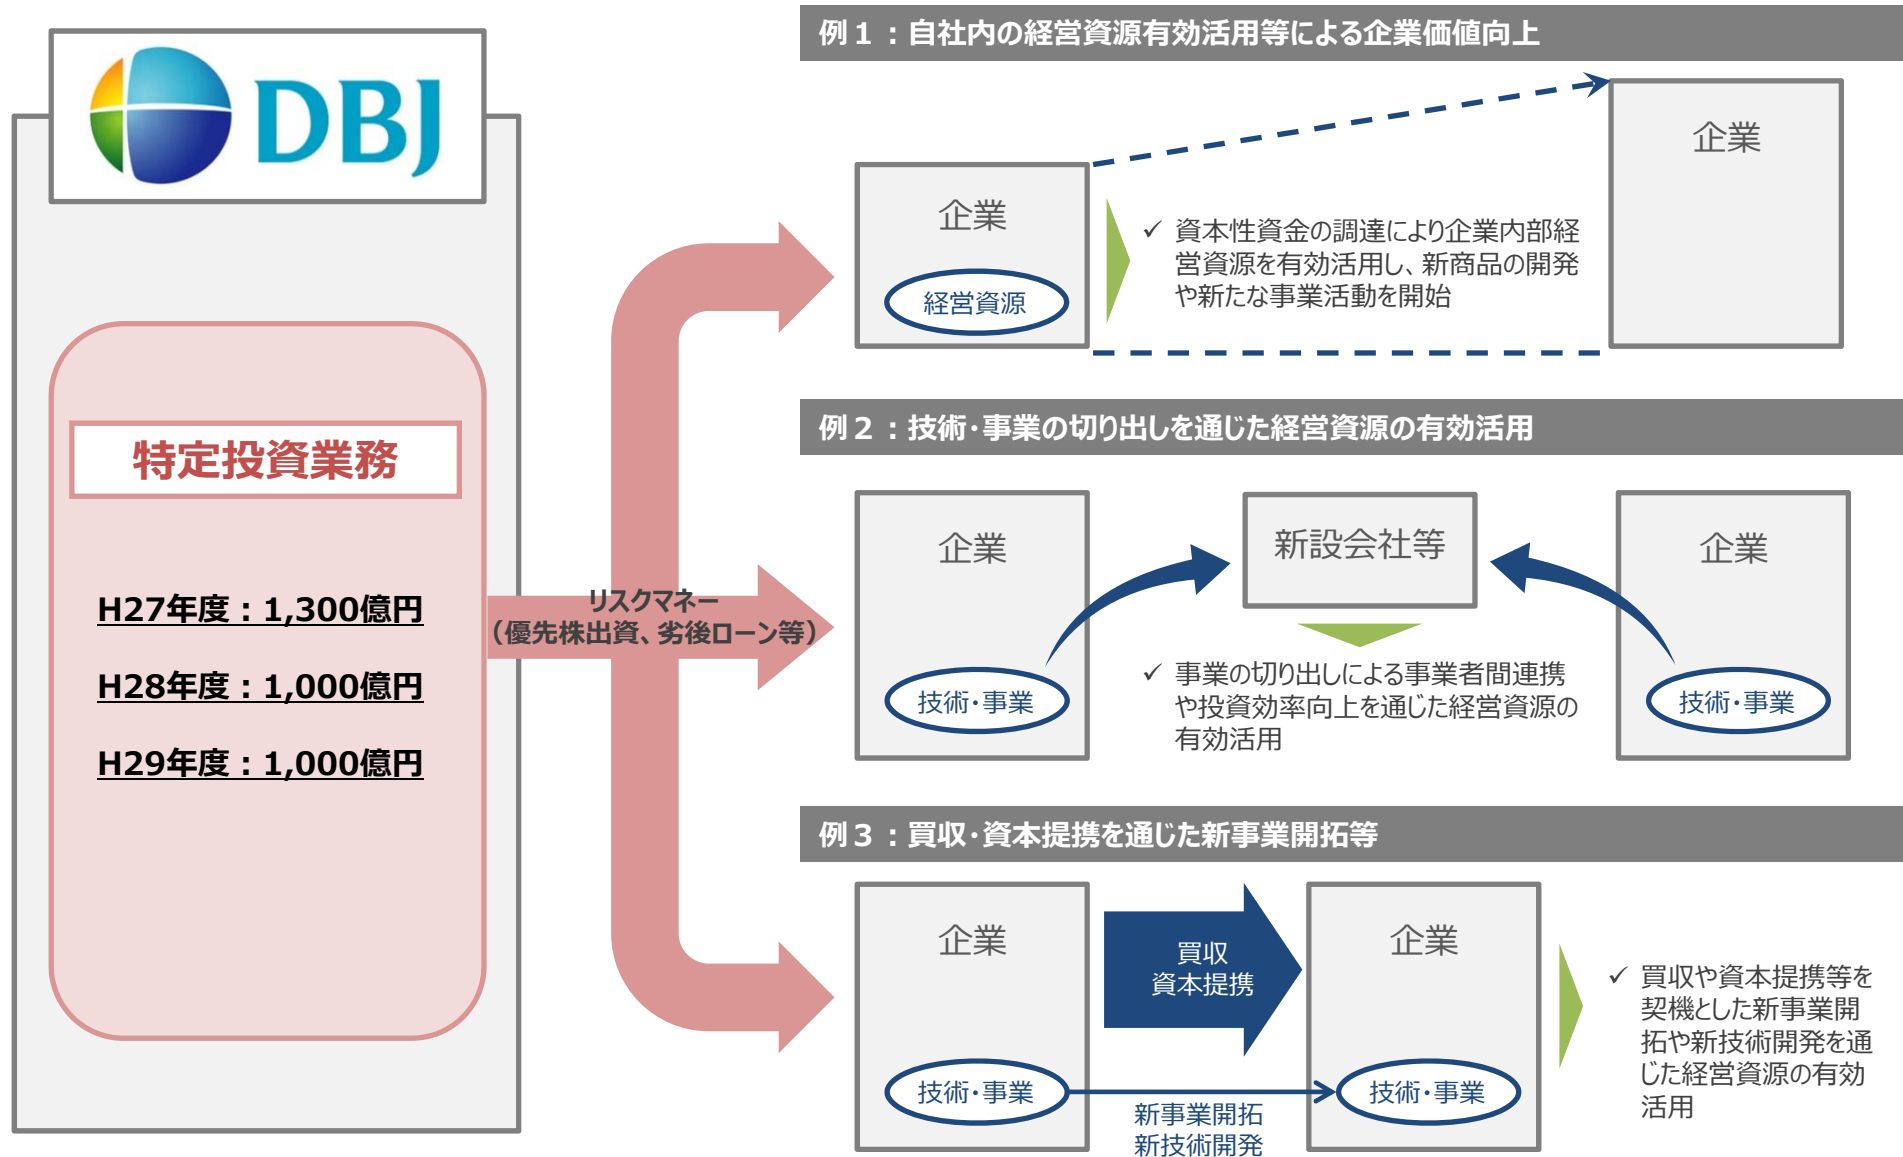 DBJ
特定投資業務
H27年度：1,300億円
H28年度：1,000億円
H29年度：1,000億円
リスクマネー
（優先株出資、劣後ローン等）
例１：自社内の経営資源有効活用等による企業価値向上
企業
経営資源
✓ 資本性資金の調達により企業内部経
営資源を有効活用し、新商品の開発
や新たな事業活動を開始
企業
例２：技術・事業の切り出しを通じた経営資源の有効活用
企業
技術・事業
新設会社等
✓ 事業の切り出しによる事業者間連携
や投資効率向上を通じた経営資源の
有効活用
企業
技術・事業
例３：買収・資本提携を通じた新事業開拓等
企業
技術・事業
買収
資本提携
新事業開拓
新技術開発
企業
技術・事業
✓ 買収や資本提携等を
契機とした新事業開
拓や新技術開発を通
じた経営資源の有効
活用